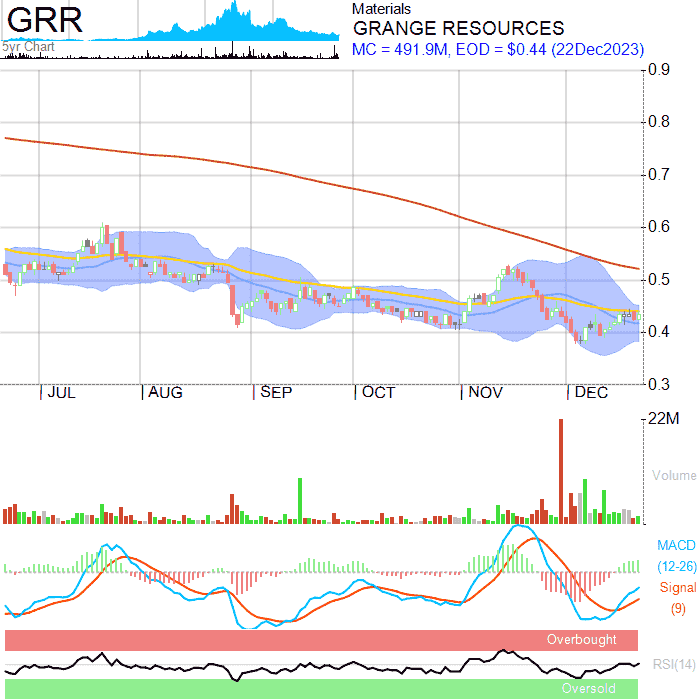 GRR
5yr Chart
Materials
GRANGE RESOURCES
MC = 491.9M, EOD = $0.44 (22Dec2023)
0.9
0.8
0.7
0.6
0.5
0.4
0.3
JUL AUG SEP OCT NOV DEC
22M
Volume
MACD
(12-26)
Signal
(9)
Overbought
RSI(14)
Oversold